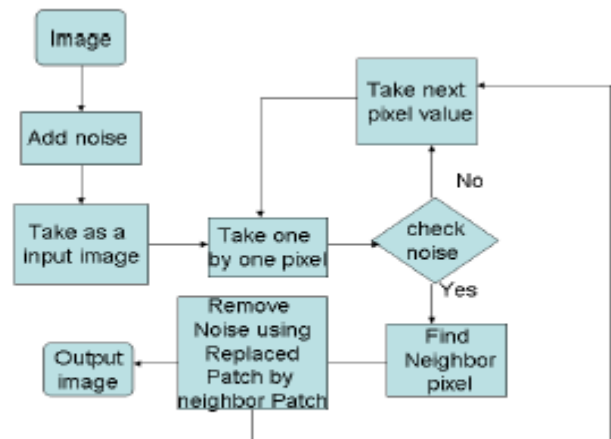 Image
Add noise
Take as a
input image
Take one
by one pixel
Take next
pixel value
No
check
noise
Yes
Find
Neighbor
pixel
Remove
Noise using
Replaced
Patch by
neighbor Patch
Output
image